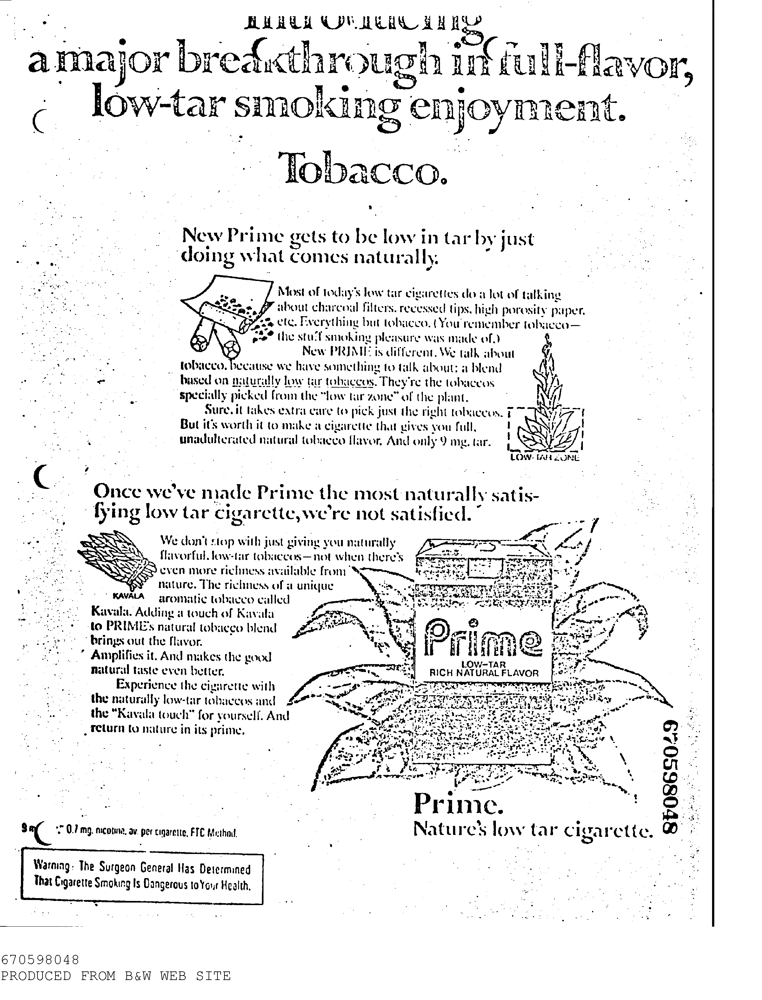 Introducing
a major breakthrough in full-flavor,
low-tar smoking enjoyment.
Tobacco.
New Prime gets to be low in tar by just
doing what comes naturally.
Most of today's low tar cigarettes do a lot of talking
about charcoal filters, recessed tips, high porosity paper,
etc. Everything but tobacco. (You remember tobacco—
the stuff smoking pleasure was made of.)
New PRIME is different. We talk about
tobacco, because we have something to talk about: a blend
based on naturally low tar tobaccos. They're the tobaccos
specially picked from the "low tar zone" of the plant.
Sure, it takes extra care to pick just the right tobaccos.
But it's worth it to make a cigarette that gives you full,
unadulterated natural tobacco flavor. And only 9 mg. tar.
LOW-TAR ZONE
Once we've made Prime the most naturally satis-
fying low tar cigarette, we're not satisfied.
We don't stop with just giving you naturally
flavorful, low-tar tobaccos—not when there's
even more richness available from
nature. The richness of a unique
aromatic tobacco called
KAVALA
Kavala. Adding a touch of Kavala
to PRIME's natural tobacco blend
brings out the flavor.
Amplifies it. And makes the good
natural taste even better.
Experience the cigarette with
the naturally low-tar tobaccos and
the "Kavala touch" for yourself. And
return to nature in its prime.
Prime
LOW-TAR
RICH NATURAL FLAVOR
670598048
Prime.
Nature's low tar cigarette.
9 0.7 mg. nicotine, av. per cigarette, FTC Method.
Warning: The Surgeon General Has Determined
That Cigarette Smoking Is Dangerous to Your Health.
670598048
PRODUCED FROM B&W WEB SITE